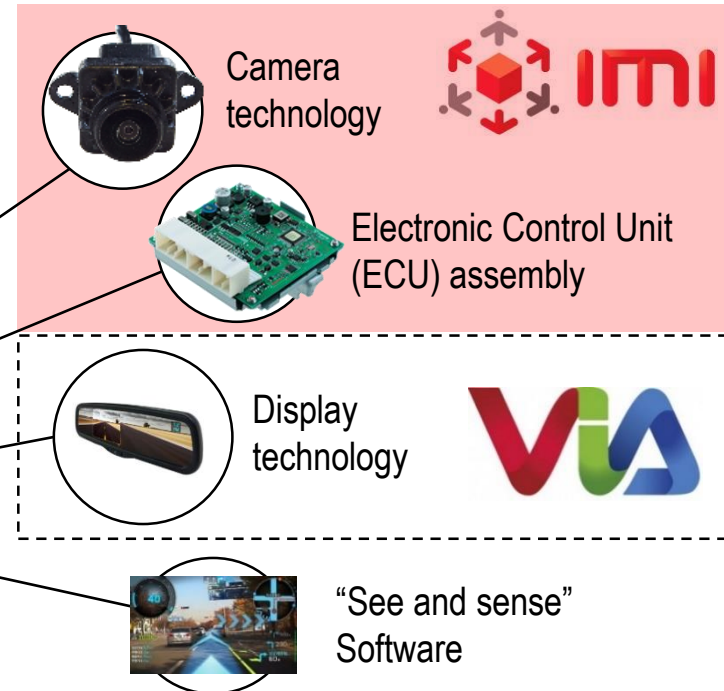 Camera
technology
IMI
Electronic Control Unit
(ECU) assembly
Display
technology
VIA
“See and sense”
Software